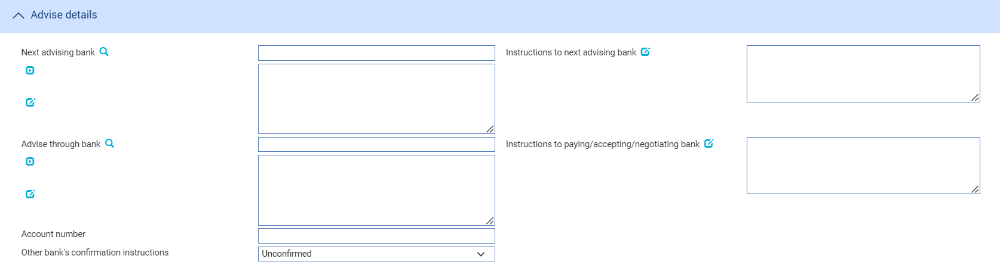 Advise details
Next advising bank
Instructions to next advising bank
Advise through bank
Instructions to paying/accepting/negotiating bank
Account number
Other bank's confirmation instructions
Unconfirmed